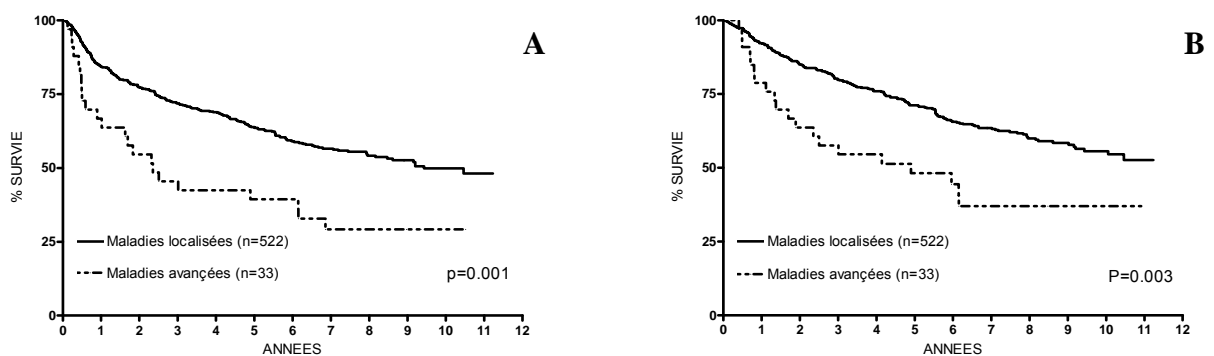 A
% SURVIE
100
75
50
25
0
Maladies localisées (n=522)
Maladies avançées (n=33)
p=0.001
0 1 2 3 4 5 6 7 8 9 10 11 12
ANNEES
B
% SURVIE
100
75
50
25
0
Maladies localisées (n=522)
Maladies avançées (n=33)
P=0.003
0 1 2 3 4 5 6 7 8 9 10 11 12
ANNEES